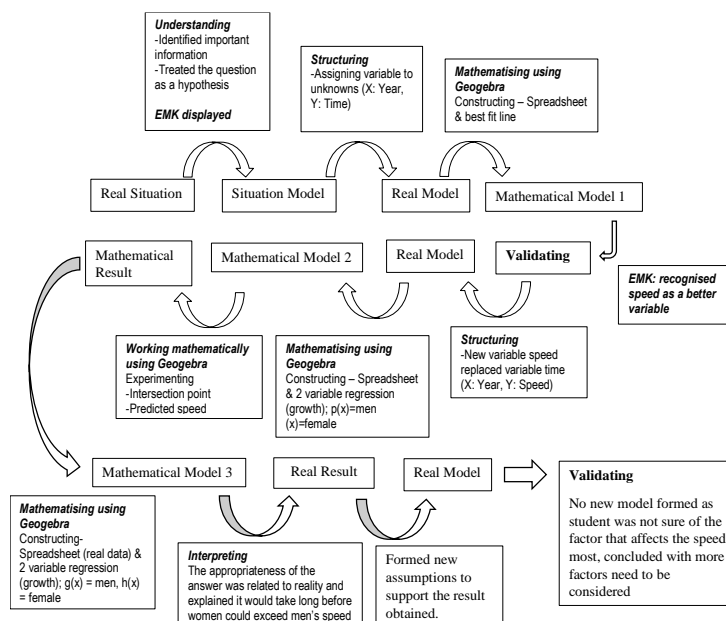 Understanding
-Identified important
information
-Treated the question
as a hypothesis
EMK displayed
Structuring
-Assigning variable to
unknowns (X: Year,
Y: Time)
Mathematising using
Geogebra
Constructing – Spreadsheet
& best fit line
Real Situation
Situation Model
Real Model
Mathematical Model 1
Mathematical
Result
Mathematical Model 2
Real Model
Validating
EMK: recognised
speed as a better
variable
Working mathematically
using Geogebra
Experimenting
-Intersection point
-Predicted speed
Mathematising using
Geogebra
Constructing – Spreadsheet
& 2 variable regression
(growth); p(x)=men
(x)=female
Structuring
-New variable speed
replaced variable time
(X: Year, Y: Speed)
Mathematical Model 3
Real Result
Real Model
Validating
No new model formed as
student was not sure of the
factor that affects the speed
most, concluded with more
factors need to be
considered
Mathematising using
Geogebra
Constructing-
Spreadsheet (real data) &
2 variable regression
(growth); g(x) = men, h(x)
= female
Interpreting
The appropriateness of the
answer was related to reality and
explained it would take long before
women could exceed men's speed
Formed new
assumptions to
support the result
obtained.